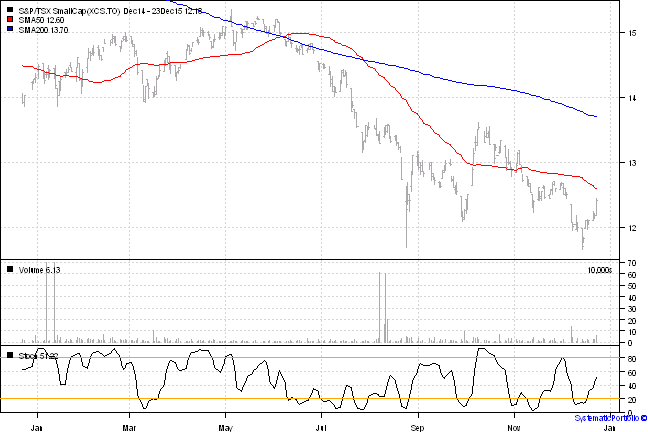 S&P/TSX SmallCap(XCS.TO) Dec14 - 23Dec15 12.18
SMA50 12.60
SMA200 13.70
15
14
13
12
Volume 6.13
10,000s
70
60
50
40
30
20
10
0
Stoch 51.22
80
60
40
20
0
Jan Mar May Jul Sep Nov Jan
SystematicPortfolio ©